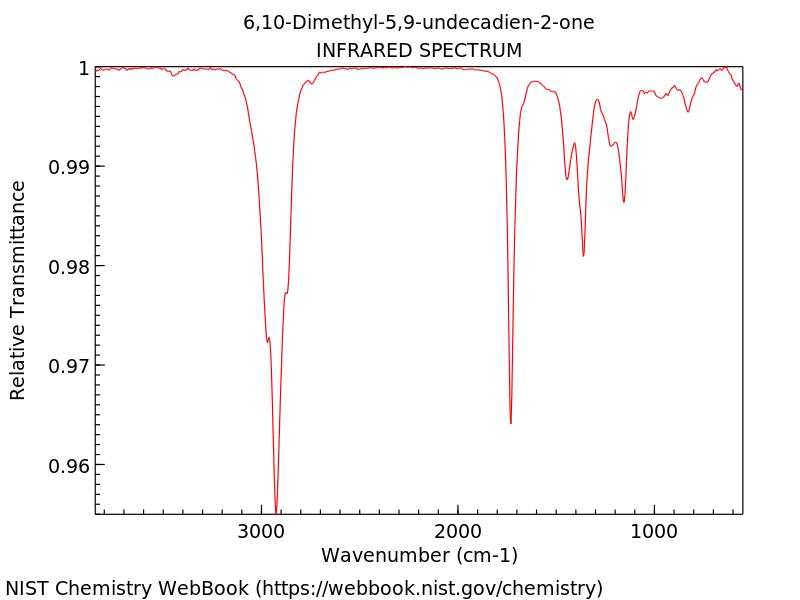 6,10-Dimethyl-5,9-undecadien-2-one
INFRARED SPECTRUM
1
0.99
0.98
0.97
0.96
Relative Transmittance
3000 2000 1000
Wavenumber (cm-1)
NIST Chemistry WebBook (https://webbook.nist.gov/chemistry)